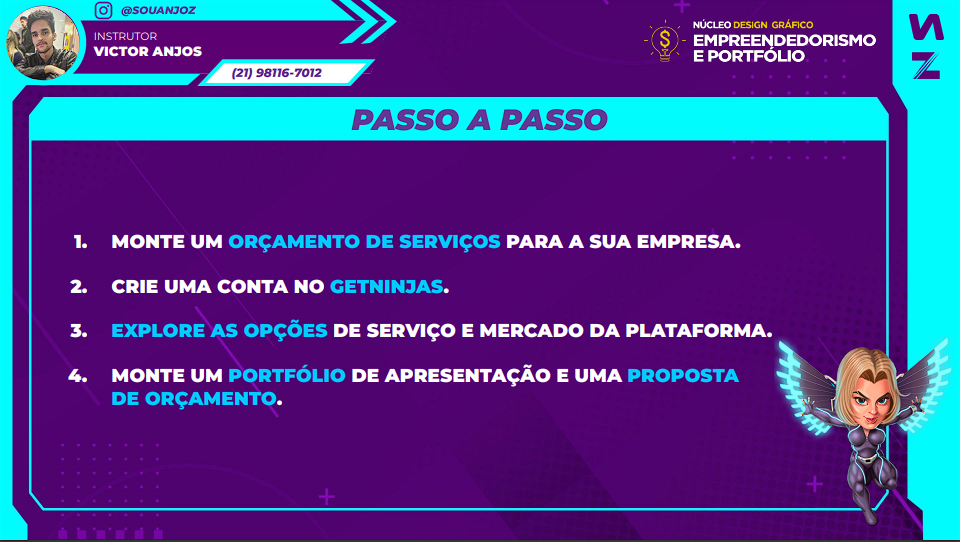 @SOUANJOZ
INSTRUTOR
VICTOR ANJOS
(21) 98116-7012
NÚCLEO DESIGN GRÁFICO
EMPREENDEDORISMO
E PORTFÓLIO
PASSO A PASSO
1. MONTE UM ORÇAMENTO DE SERVIÇOS PARA A SUA EMPRESA.
2. CRIE UMA CONTA NO GETNINJAS.
3. EXPLORE AS OPÇÕES DE SERVIÇO E MERCADO DA PLATAFORMA.
4. MONTE UM PORTFÓLIO DE APRESENTAÇÃO E UMA PROPOSTA
DE ORÇAMENTO.